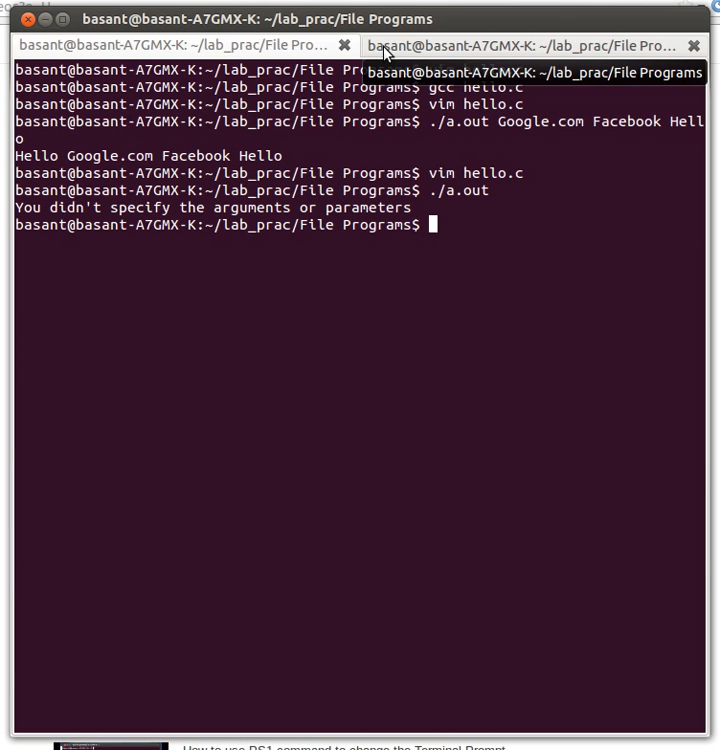 basant@basant-A7GMX-K: ~/lab_prac/File Programs
basant@basant-A7GMX-K: ~/lab_prac/File Pro... ✖ basant@basant-A7GMX-K: ~/lab_prac/File Pro... ✖
basant@basant-A7GMX-K:~/lab_prac/File Pro
basant@basant-A7GMX-K: ~/lab_prac/File Programs
basant@basant-A7GMX-K:~/lab_prac/File Programs$ gcc hello.c
basant@basant-A7GMX-K:~/lab_prac/File Programs$ vim hello.c
basant@basant-A7GMX-K:~/lab_prac/File Programs$ ./a.out Google.com Facebook Hell
o
Hello Google.com Facebook Hello
basant@basant-A7GMX-K:~/lab_prac/File Programs$ vim hello.c
basant@basant-A7GMX-K:~/lab_prac/File Programs$ ./a.out
You didn't specify the arguments or parameters
basant@basant-A7GMX-K:~/lab_prac/File Programs$
How to use PS1 command to change the Terminal Prompt